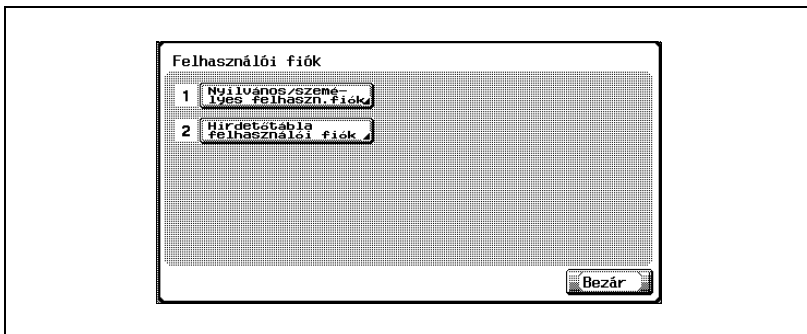 Felhasználói fiók
1 Nyilvános/szemé-
lyes felhaszn.fiók
2 Hirdetőtábla
felhasználói fiók
Bezár